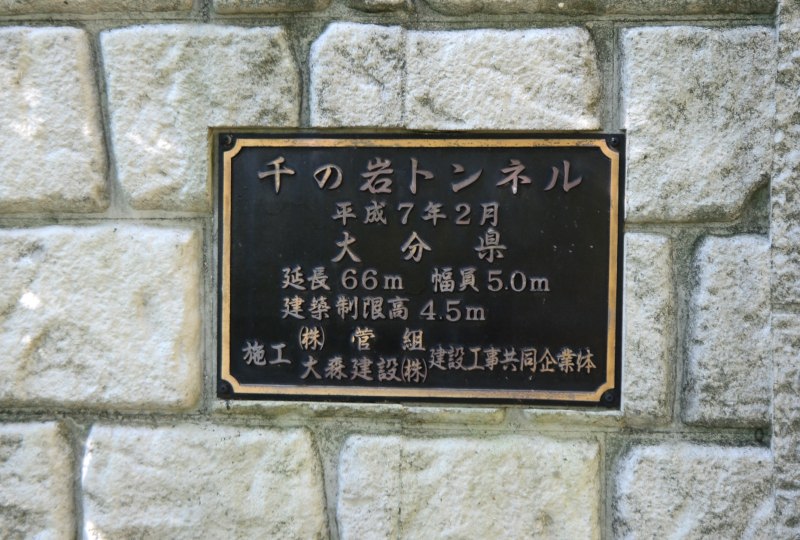 千の岩トンネル
平成7年2月
大分県
延長 66m 幅員 5.0m
建築制限高 4.5m
施工 (株) 菅組
大森建設(株) 建設工事共同企業体